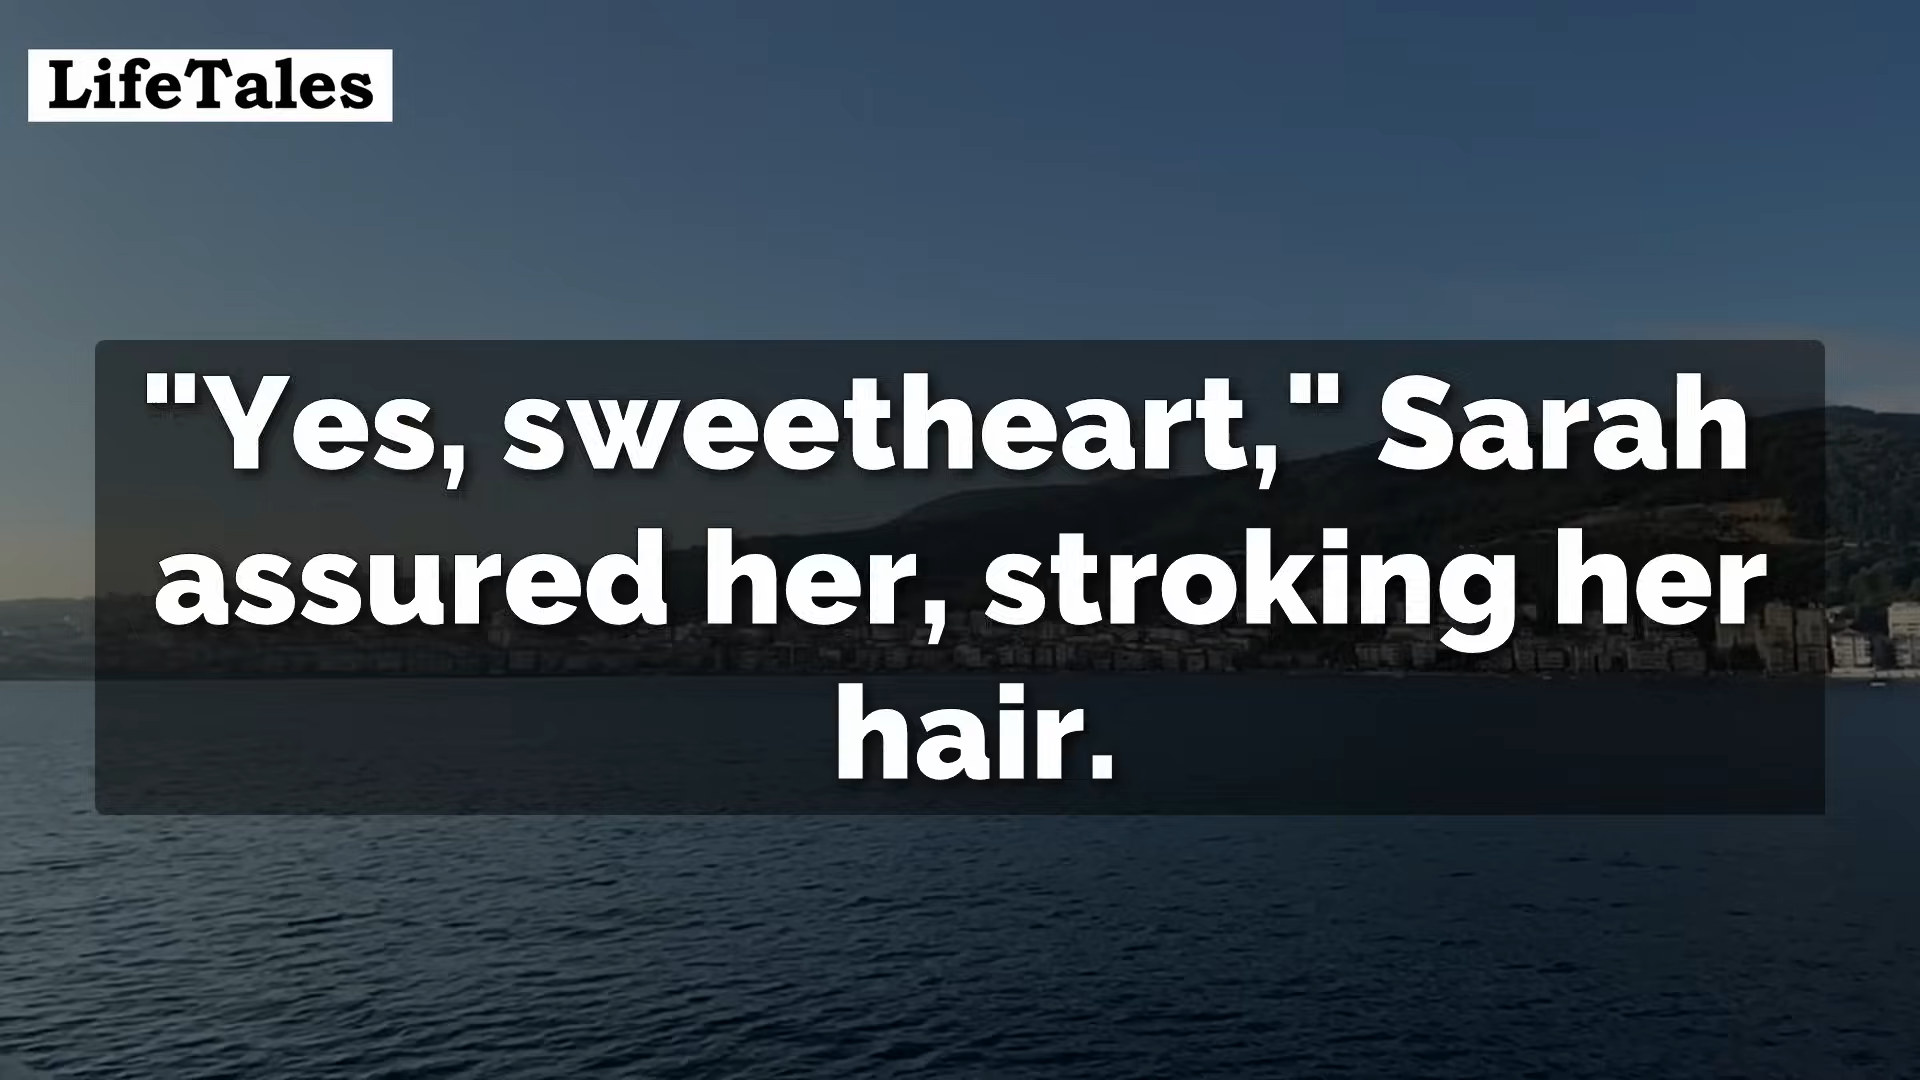 LifeTales
"Yes, sweetheart," Sarah
assured her, stroking her
hair.